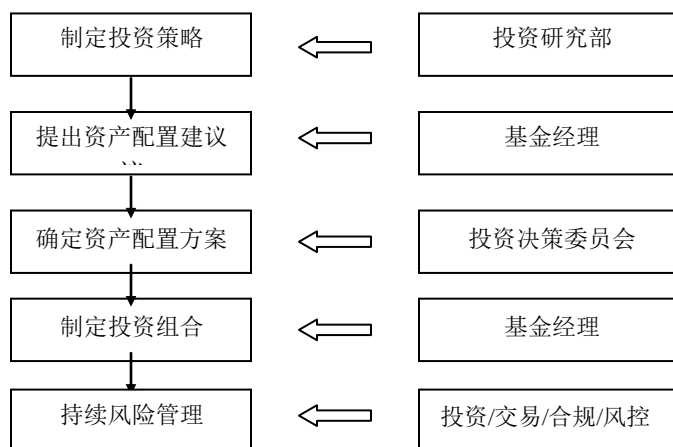 制定投资策略
投资研究部
提出资产配置建议
基金经理
确定资产配置方案
投资决策委员会
制定投资组合
基金经理
持续风险管理
投资/交易/合规/风控